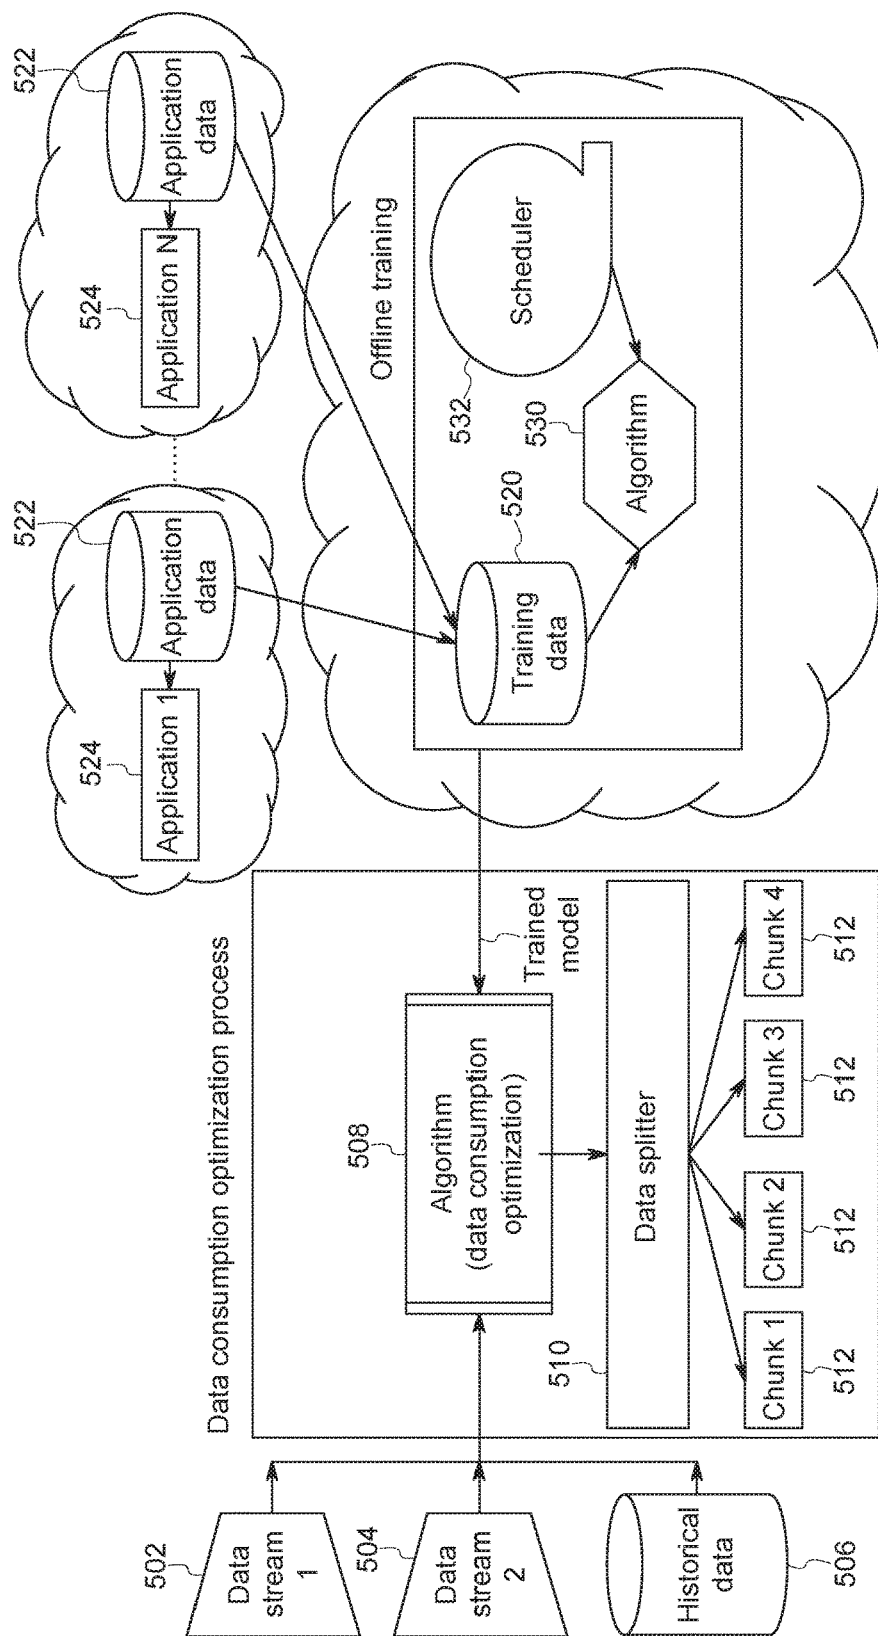 502
Data
stream
1
504
Data
stream
2
Historical
data
506
Data consumption optimization process
508
Algorithm
(data consumption
optimization)
Trained
model
510
Data splitter
Chunk 1
512
Chunk 2
512
Chunk 3
512
Chunk 4
512
524
Application 1
522
Application
data
524
Application N
522
Application
data
Offline training
520
Training
data
532
Scheduler
530
Algorithm